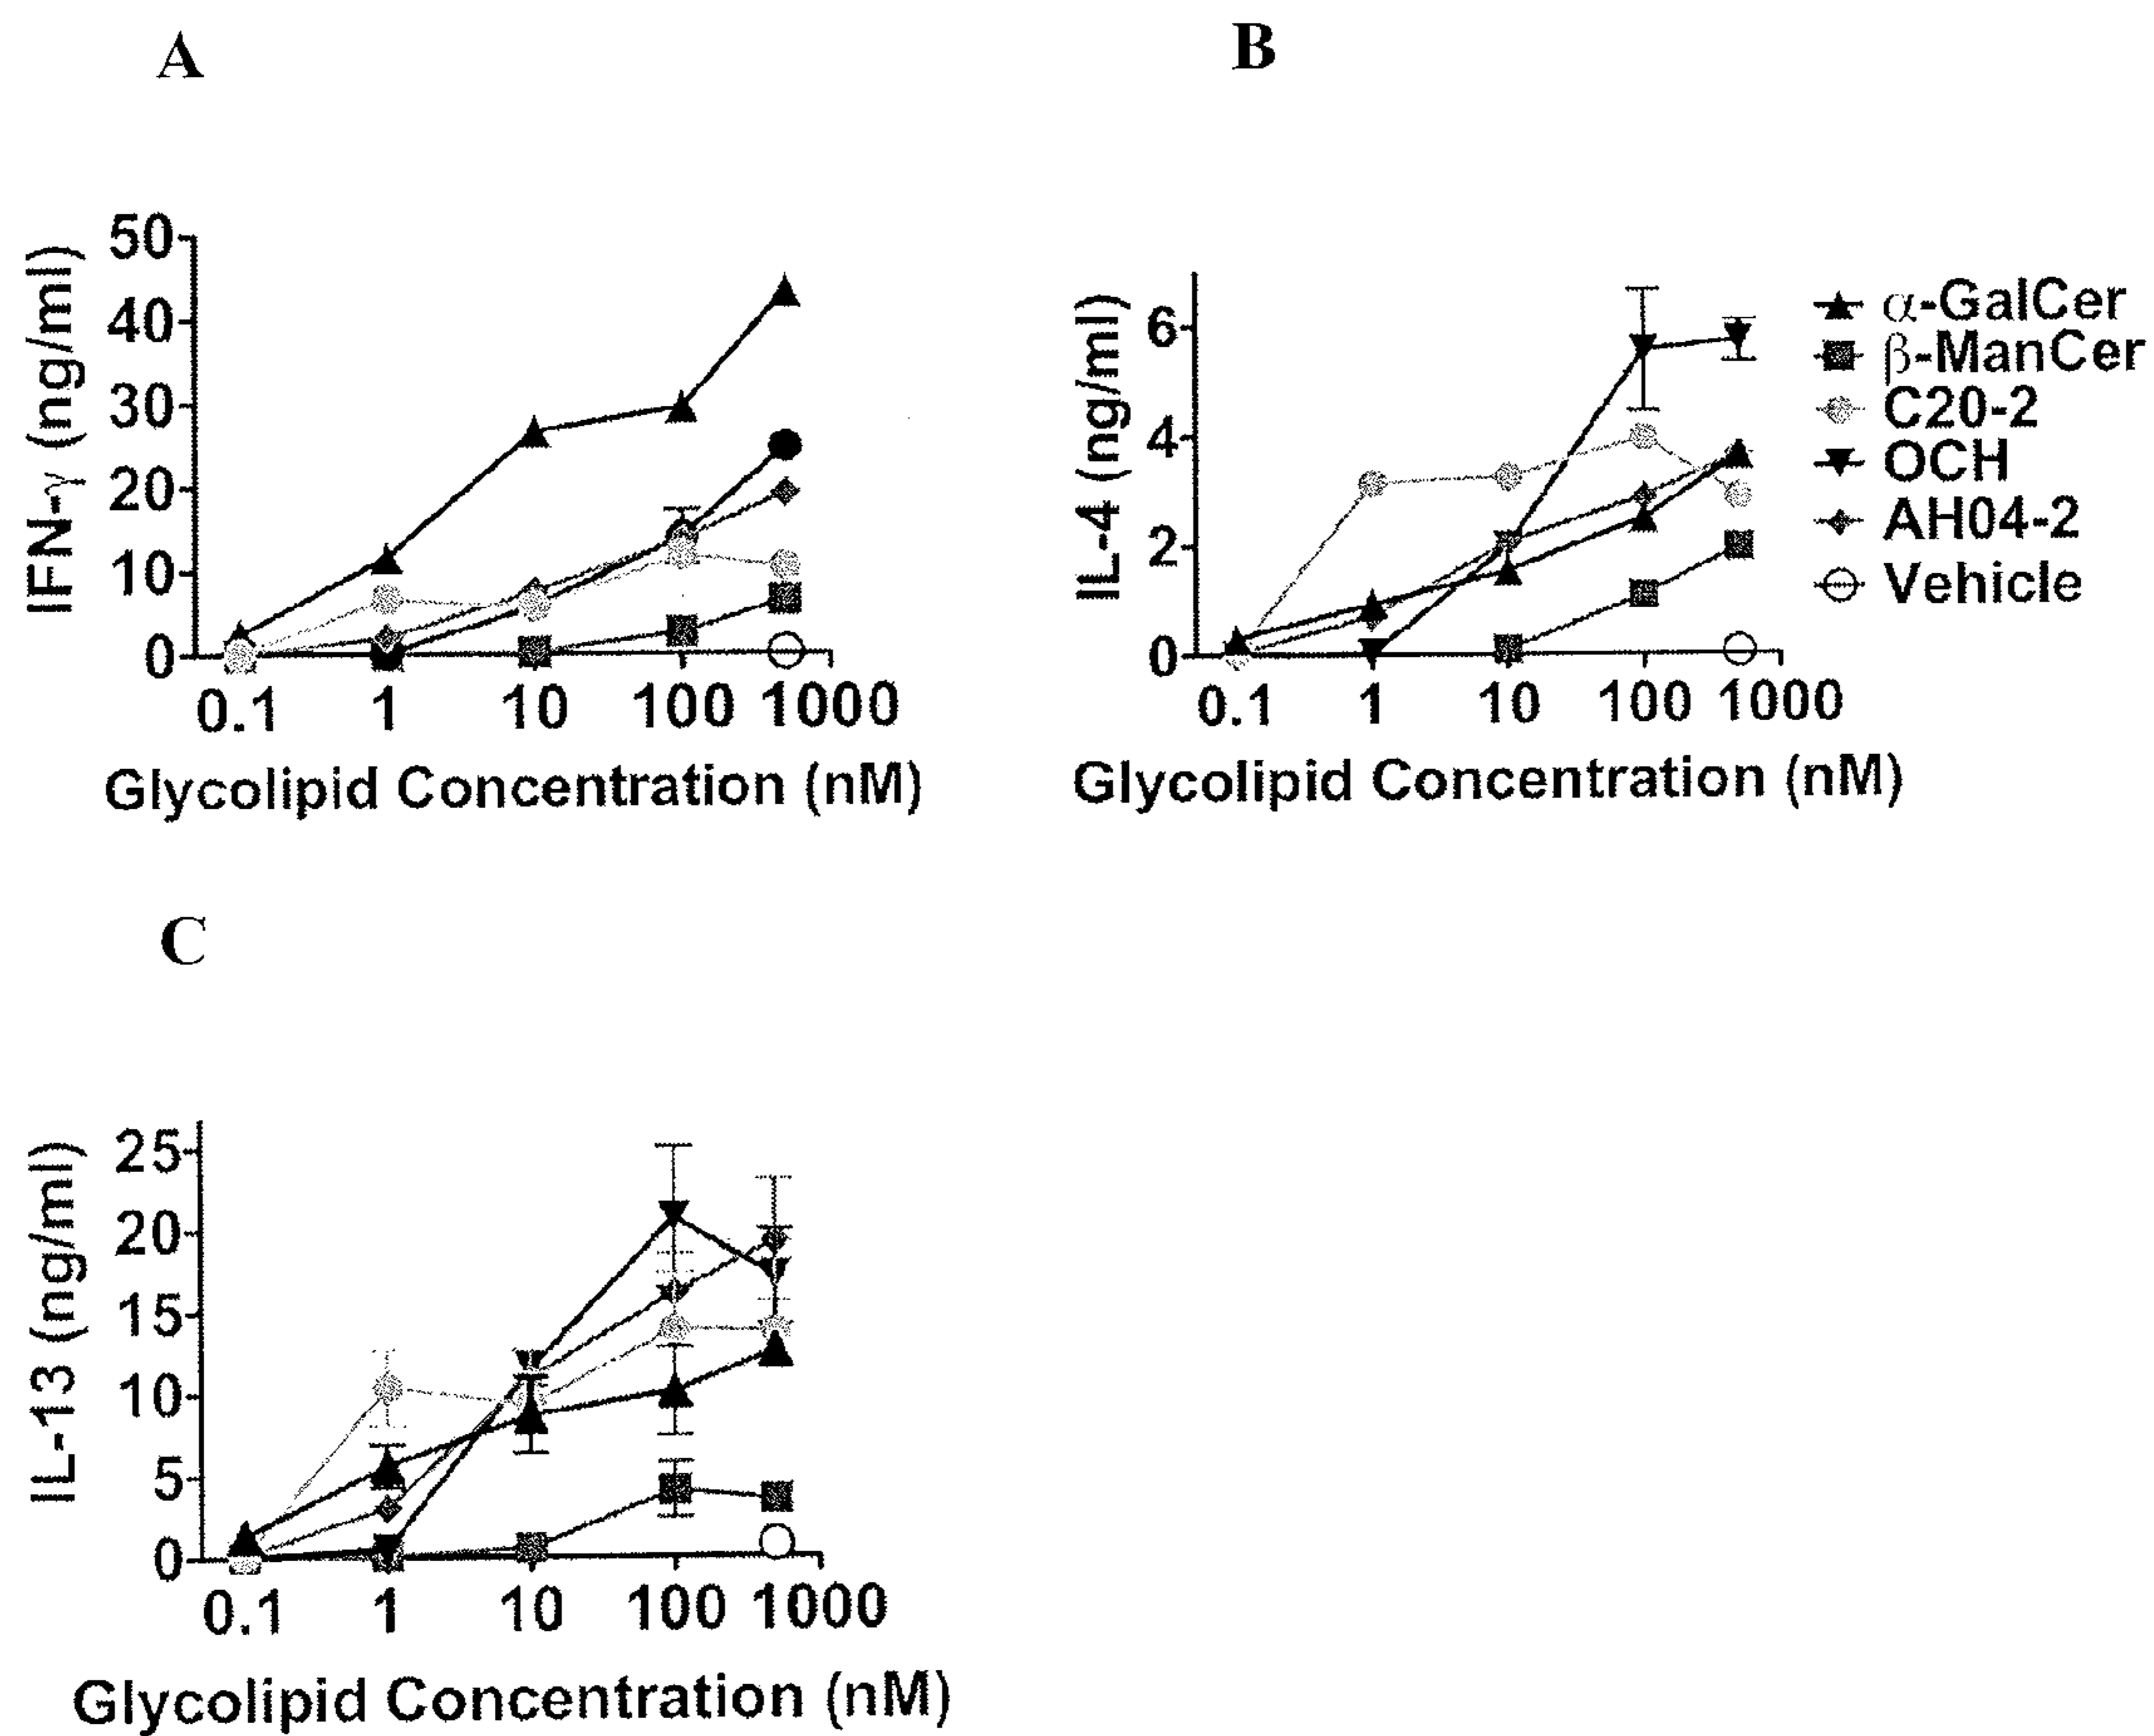 A
IFN-γ (ng/ml)
50
40
30
20
10
0
0.1 1 10 100 1000
Glycolipid Concentration (nM)
B
IL-4 (ng/ml)
6
4
2
0
0.1 1 10 100 1000
Glycolipid Concentration (nM)
α-GalCer
β-ManCer
C20-2
OCH
AH04-2
Vehicle
C
IL-13 (ng/ml)
25
20
15
10
5
0
0.1 1 10 100 1000
Glycolipid Concentration (nM)